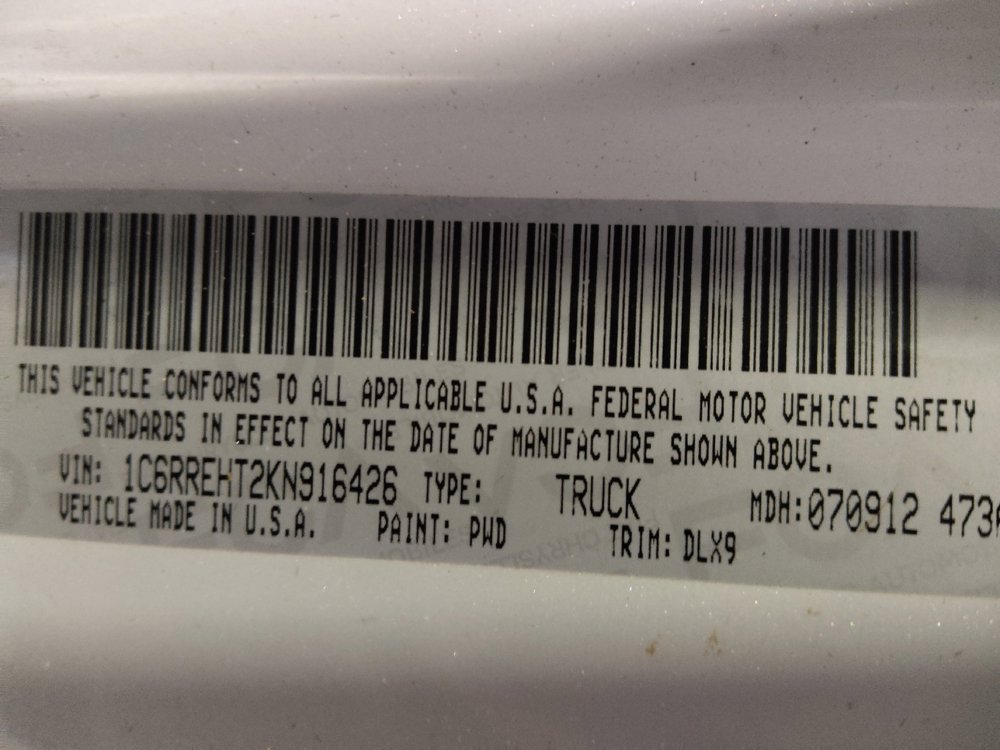 THIS VEHICLE CONFORMS TO ALL APPLICABLE U.S.A. FEDERAL MOTOR VEHICLE SAFETY
STANDARDS IN EFFECT ON THE DATE OF MANUFACTURE SHOWN ABOVE.
VIN: 1C6RREHT2KN916426 TYPE: TRUCK MDH:070912 473
VEHICLE MADE IN U.S.A. PAINT: PWD TRIM: DLX9